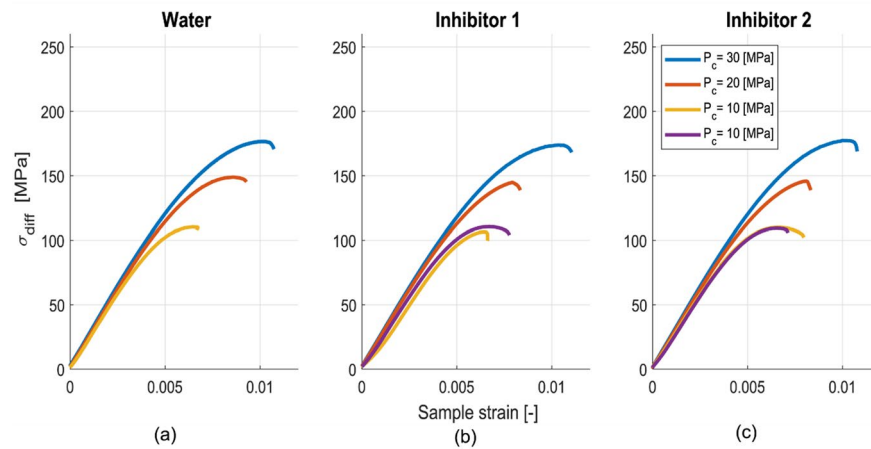 Water
Inhibitor 1
Inhibitor 2
250
200
150
100
50
0
σdiff [MPa]
0
0.005
0.01
(a)
250
200
150
100
50
0
0
0.005
0.01
Sample strain [-]
(b)
250
200
150
100
50
0
0
0.005
0.01
(c)
Pc= 30 [MPa]
Pc= 20 [MPa]
Pc= 10 [MPa]
Pc= 10 [MPa]